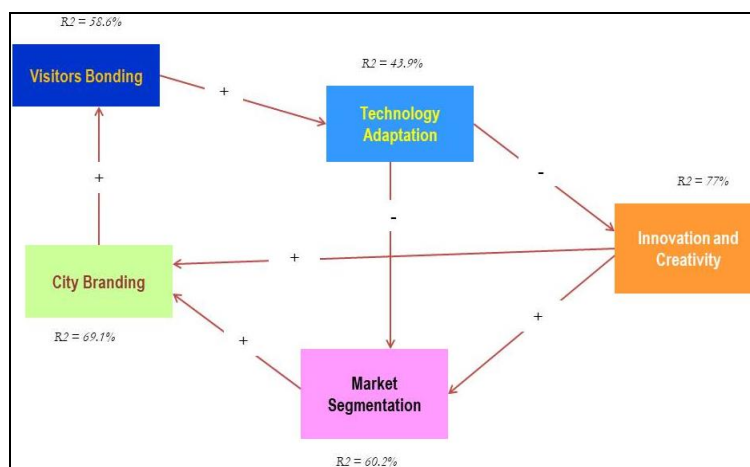 R2 = 58.6%
Visitors Bonding
+
R2 = 43.9%
Technology
Adaptation
-
-
R2 = 77%
Innovation and
Creativity
+
City Branding
+
+
+
R2 = 69.1%
Market
Segmentation
R2 = 60.2%